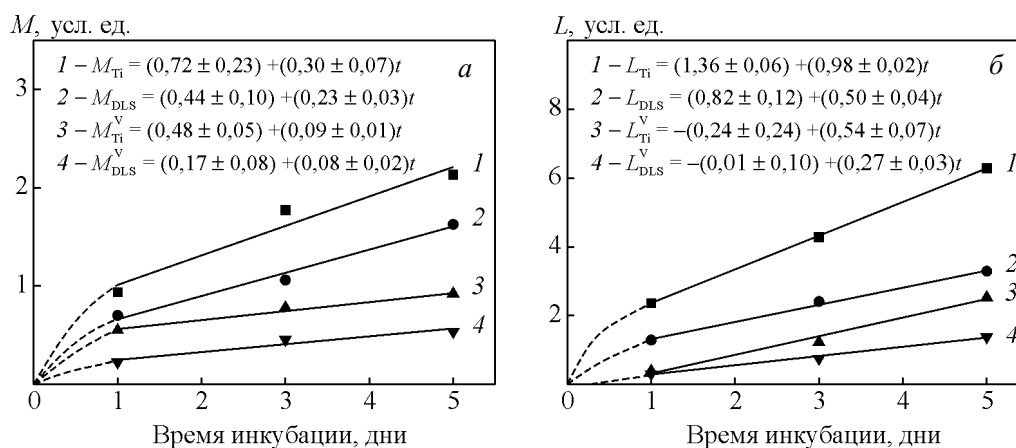 M, усл. ед.
а
1 – M_Ti = (0,72 ± 0,23) +(0,30 ± 0,07)t
2 – M_DLS = (0,44 ± 0,10) +(0,23 ± 0,03)t
3 – M^V_Ti = (0,48 ± 0,05) +(0,09 ± 0,01)t
4 – M^V_DLS = (0,17 ± 0,08) +(0,08 ± 0,02)t
3
2
1
0
1
2
3
4
0
1
2
3
4
5
Время инкубации, дни
L, усл. ед.
б
1 – L_Ti = (1,36 ± 0,06) +(0,98 ± 0,02)t
2 – L_DLS = (0,82 ± 0,12) +(0,50 ± 0,04)t
3 – L^V_Ti = –(0,24 ± 0,24) +(0,54 ± 0,07)t
4 – L^V_DLS = –(0,01 ± 0,10) +(0,27 ± 0,03)t
8
6
4
2
0
1
2
3
4
0
1
2
3
4
5
Время инкубации, дни